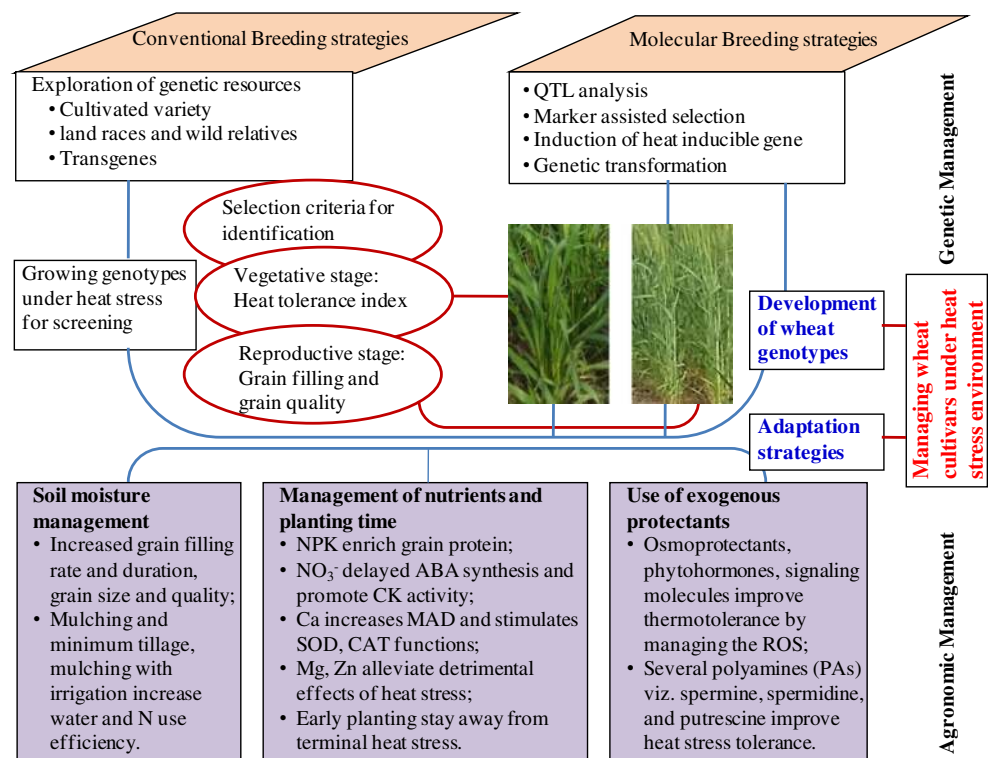 Conventional Breeding strategies
Exploration of genetic resources
• Cultivated variety
• land races and wild relatives
• Transgenes
Molecular Breeding strategies
• QTL analysis
• Marker assisted selection
• Induction of heat inducible gene
• Genetic transformation
Genetic Management
Selection criteria for
identification
Growing genotypes
under heat stress
for screening
Vegetative stage:
Heat tolerance index
Reproductive stage:
Grain filling and
grain quality
Development
of wheat
genotypes
Adaptation
strategies
Managing wheat
cultivars under heat
stress environment
Soil moisture
management
• Increased grain filling
rate and duration,
grain size and quality;
• Mulching and
minimum tillage,
mulching with
irrigation increase
water and N use
efficiency.
Management of nutrients and
planting time
• NPK enrich grain protein;
• NO₃⁻ delayed ABA synthesis and
promote CK activity;
• Ca increases MAD and stimulates
SOD, CAT functions;
• Mg, Zn alleviate detrimental
effects of heat stress;
• Early planting stay away from
terminal heat stress.
Use of exogenous
protectants
• Osmoprotectants,
phytohormones, signaling
molecules improve
thermotolerance by
managing the ROS;
• Several polyamines (PAs)
viz. spermine, spermidine,
and putrescine improve
heat stress tolerance.
Agronomic Management